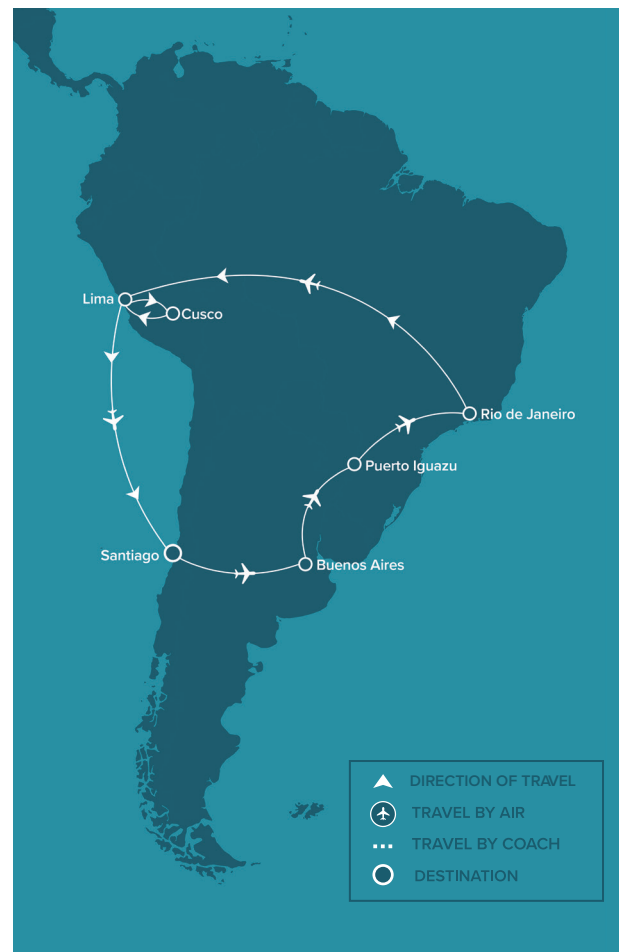 Lima
Cusco
Rio de Janeiro
Puerto Iguazu
Santiago
Buenos Aires
DIRECTION OF TRAVEL
TRAVEL BY AIR
TRAVEL BY COACH
DESTINATION